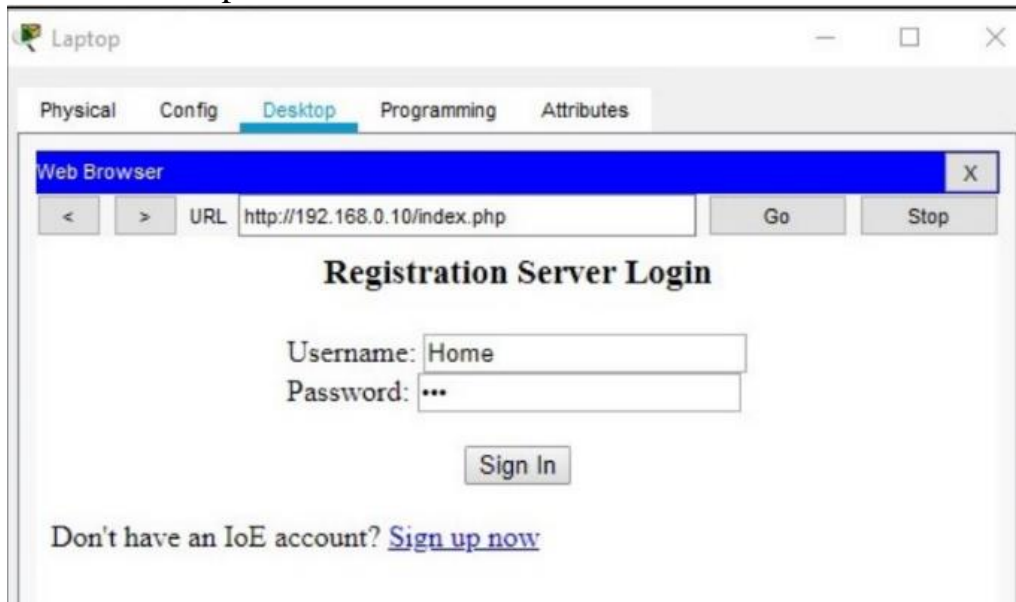 Laptop
Physical Config Desktop Programming Attributes
Web Browser X
< > URL http://192.168.0.10/index.php Go Stop
Registration Server Login
Username: Home
Password: •••
Sign In
Don't have an IoE account? Sign up now